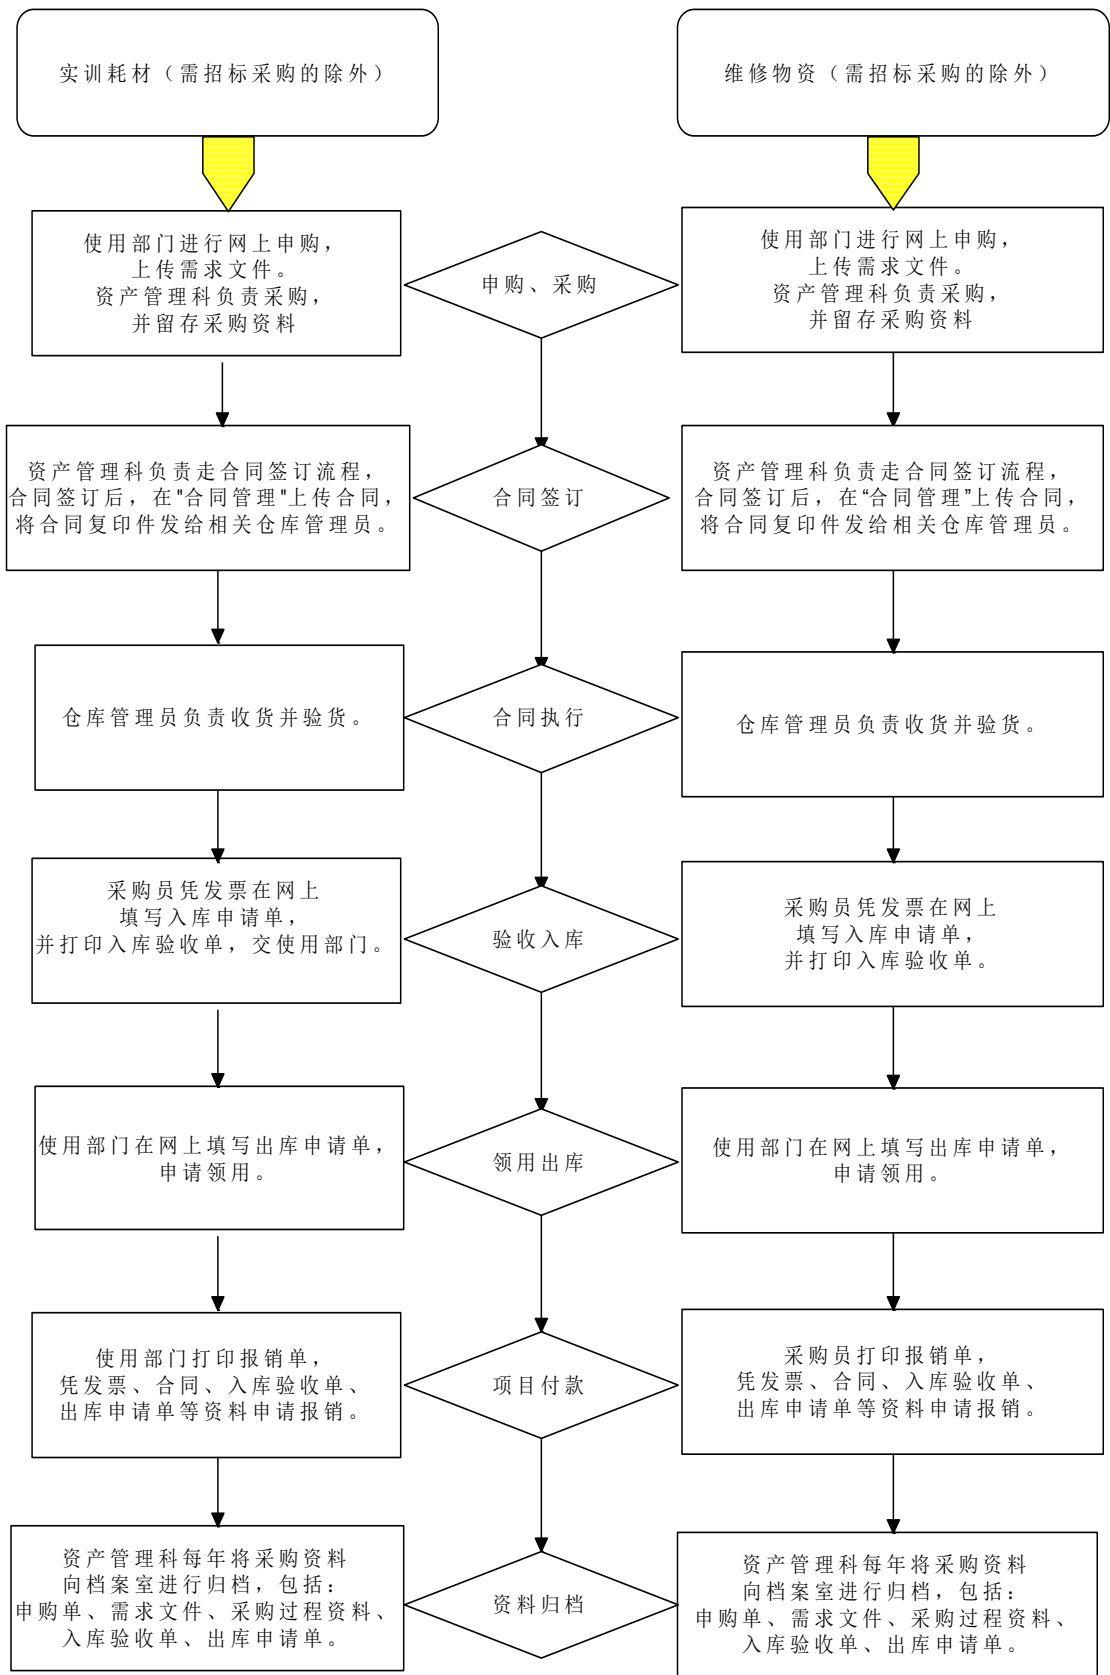 实训耗材（需招标采购的除外）
维修物资（需招标采购的除外）
使用部门进行网上申购，
上传需求文件。
资产管理科负责采购，
并留存采购资料
申购、采购
使用部门进行网上申购，
上传需求文件。
资产管理科负责采购，
并留存采购资料
资产管理科负责走合同签订流程，
合同签订后，在"合同管理"上传合同，
将合同复印件发给相关仓库管理员。
合同签订
资产管理科负责走合同签订流程，
合同签订后，在“合同管理”上传合同，
将合同复印件发给相关仓库管理员。
仓库管理员负责收货并验货。
合同执行
仓库管理员负责收货并验货。
采购员凭发票在网上
填写入库申请单，
并打印入库验收单，交使用部门。
验收入库
采购员凭发票在网上
填写入库申请单，
并打印入库验收单。
使用部门在网上填写出库申请单，
申请领用。
领用出库
使用部门在网上填写出库申请单，
申请领用。
使用部门打印报销单，
凭发票、合同、入库验收单、
出库申请单等资料申请报销。
项目付款
采购员打印报销单，
凭发票、合同、入库验收单、
出库申请单等资料申请报销。
资产管理科每年将采购资料
向档案室进行归档，包括：
申购单、需求文件、采购过程资料、
入库验收单、出库申请单。
资料归档
资产管理科每年将采购资料
向档案室进行归档，包括：
申购单、需求文件、采购过程资料、
入库验收单、出库申请单。